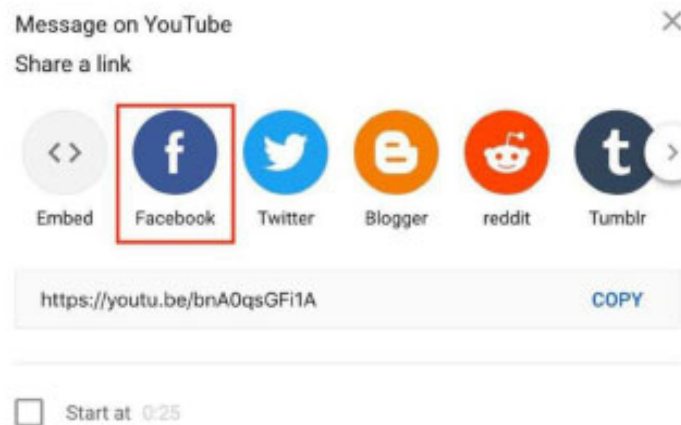 Message on YouTube
Share a link
Embed Facebook Twitter Blogger reddit Tumblr
https://youtu.be/bnA0qsGFi1A COPY
Start at 0:25